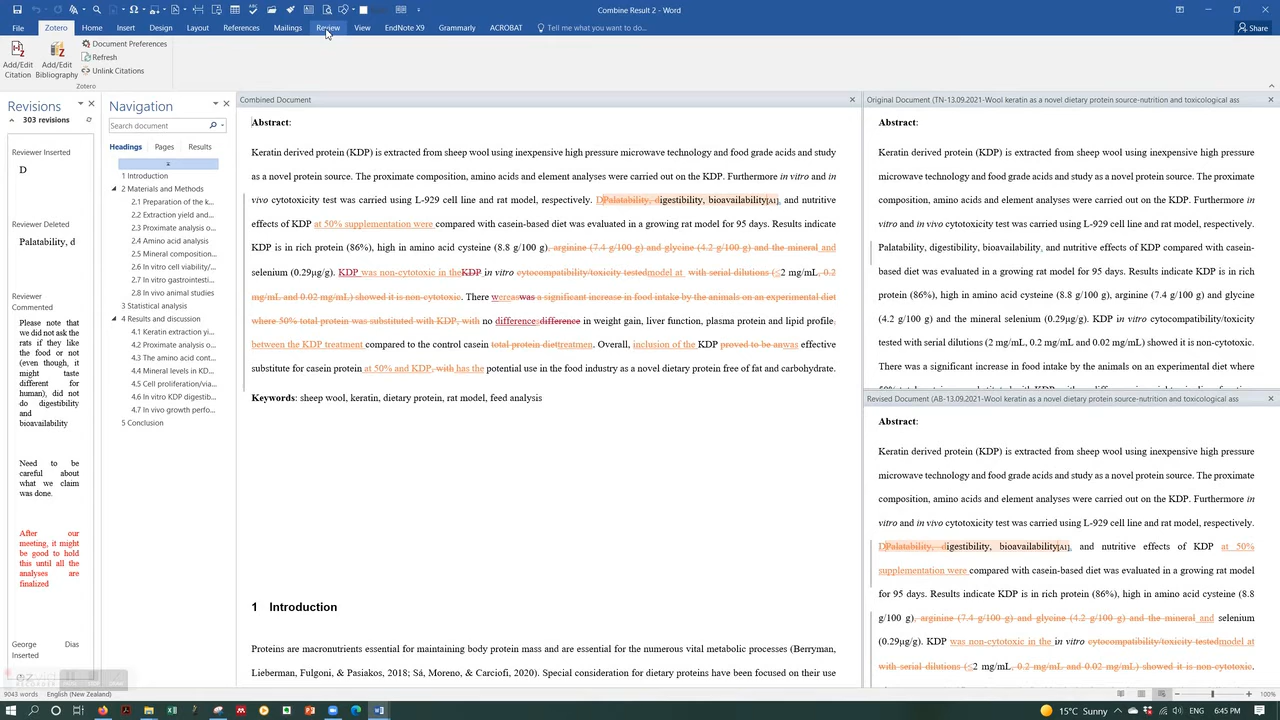 Combine Result 2 - Word
File Zotero Home Insert Design Layout References Mailings Review View EndNote X9 Grammarly ACROBAT Tell me what you want to do... Share
Add/Edit Citation
Add/Edit Bibliography
Document Preferences
Refresh
Unlink Citations
Zotero
Revisions
303 revisions
Reviewer Inserted
D
Reviewer Deleted
Palatability, d
Reviewer
Commented
Please note that
we did not ask the
rats if they like
the food or not
(even though, it
might taste
different for
human), did not
do digestibility
and
bioavailability
Need to be
careful about
what we claim
was done.
After our
meeting, it might
be good to hold
this until all the
analyses are
finalized
George Dias
Inserted
Navigation
Search document
Headings Pages Results
1 Introduction
2 Materials and Methods
2.1 Preparation of the k...
2.2 Extraction yield and...
2.3 Proximate analysis o...
2.4 Amino acid analysis
2.5 Mineral composition...
2.6 In vitro cell viability/...
2.7 In vitro gastrointesti...
2.8 In vivo animal studies
3 Statistical analysis
4 Results and discussion
4.1 Keratin extraction yi...
4.2 Proximate analysis o...
4.3 The amino acid cont...
4.4 Mineral levels in KD...
4.5 Cell proliferation/via...
4.6 In vitro KDP digestib...
4.7 In vivo growth perfo...
5 Conclusion
Combined Document
Abstract:
Keratin derived protein (KDP) is extracted from sheep wool using inexpensive high pressure microwave technology and food grade acids and study
as a novel protein source. The proximate composition, amino acids and element analyses were carried out on the KDP. Furthermore in vitro and in
vivo cytotoxicity test was carried using L-929 cell line and rat model, respectively. DPalatability, digestibility, bioavailability[A1], and nutritive
effects of KDP at 50% supplementation were compared with casein-based diet was evaluated in a growing rat model for 95 days. Results indicate
KDP is in rich protein (86%), high in amino acid cysteine (8.8 g/100 g), arginine (7.4 g/100 g) and glycine (4.2 g/100 g) and the mineral and
selenium (0.29µg/g). KDP was non-cytotoxic in theKDP in vitro cytocompatibility/toxicity testedmodel at with serial dilutions (≤2 mg/mL, 0.2
mg/mL and 0.02 mg/mL) showed it is non-cytotoxic. There wereaswas a significant increase in food intake by the animals on an experimental diet
where 50% total protein was substituted with KDP, with no differencesdifference in weight gain, liver function, plasma protein and lipid profile,
between the KDP treatment compared to the control casein total protein diettreatmen. Overall, inclusion of the KDP proved to be anwas effective
substitute for casein protein at 50% and KDP, with has the potential use in the food industry as a novel dietary protein free of fat and carbohydrate.
Keywords: sheep wool, keratin, dietary protein, rat model, feed analysis
1 Introduction
Proteins are macronutrients essential for maintaining body protein mass and are essential for the numerous vital metabolic processes (Berryman,
Lieberman, Fulgoni, & Pasiakos, 2018; Sá, Moreno, & Carciofi, 2020). Special consideration for dietary proteins have been focused on their use
Original Document (TN-13.09.2021-Wool keratin as a novel dietary protein source-nutrition and toxicological ass
Abstract:
Keratin derived protein (KDP) is extracted from sheep wool using inexpensive high pressure
microwave technology and food grade acids and study as a novel protein source. The proximate
composition, amino acids and element analyses were carried out on the KDP. Furthermore in
vitro and in vivo cytotoxicity test was carried using L-929 cell line and rat model, respectively.
Palatability, digestibility, bioavailability, and nutritive effects of KDP compared with casein-
based diet was evaluated in a growing rat model for 95 days. Results indicate KDP is in rich
protein (86%), high in amino acid cysteine (8.8 g/100 g), arginine (7.4 g/100 g) and glycine
(4.2 g/100 g) and the mineral selenium (0.29µg/g). KDP in vitro cytocompatibility/toxicity
tested with serial dilutions (2 mg/mL, 0.2 mg/mL and 0.02 mg/mL) showed it is non-cytotoxic.
There was a significant increase in food intake by the animals on an experimental diet where
Revised Document (AB-13.09.2021-Wool keratin as a novel dietary protein source-nutrition and toxicological ass
Abstract:
Keratin derived protein (KDP) is extracted from sheep wool using inexpensive high pressure
microwave technology and food grade acids and study as a novel protein source. The proximate
composition, amino acids and element analyses were carried out on the KDP. Furthermore in
vitro and in vivo cytotoxicity test was carried using L-929 cell line and rat model, respectively.
DPalatability, digestibility, bioavailability[A1], and nutritive effects of KDP at 50%
supplementation were compared with casein-based diet was evaluated in a growing rat model
for 95 days. Results indicate KDP is in rich protein (86%), high in amino acid cysteine (8.8
g/100 g), arginine (7.4 g/100 g) and glycine (4.2 g/100 g) and the mineral and selenium
(0.29µg/g). KDP was non-cytotoxic in the in vitro cytocompatibility/toxicity testedmodel at
with serial dilutions (≤2 mg/mL, 0.2 mg/mL and 0.02 mg/mL) showed it is non-cytotoxic.
9043 words English (New Zealand) 100%
15°C Sunny ENG 6:45 PM